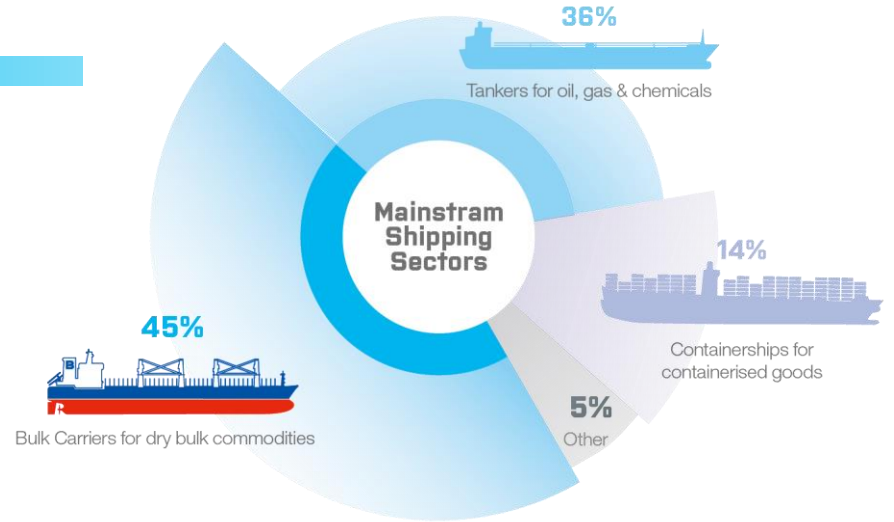 36%
Tankers for oil, gas & chemicals
Mainstram
Shipping
Sectors
14%
Containerships for
containerised goods
45%
B
Bulk Carriers for dry bulk commodities
5%
Other